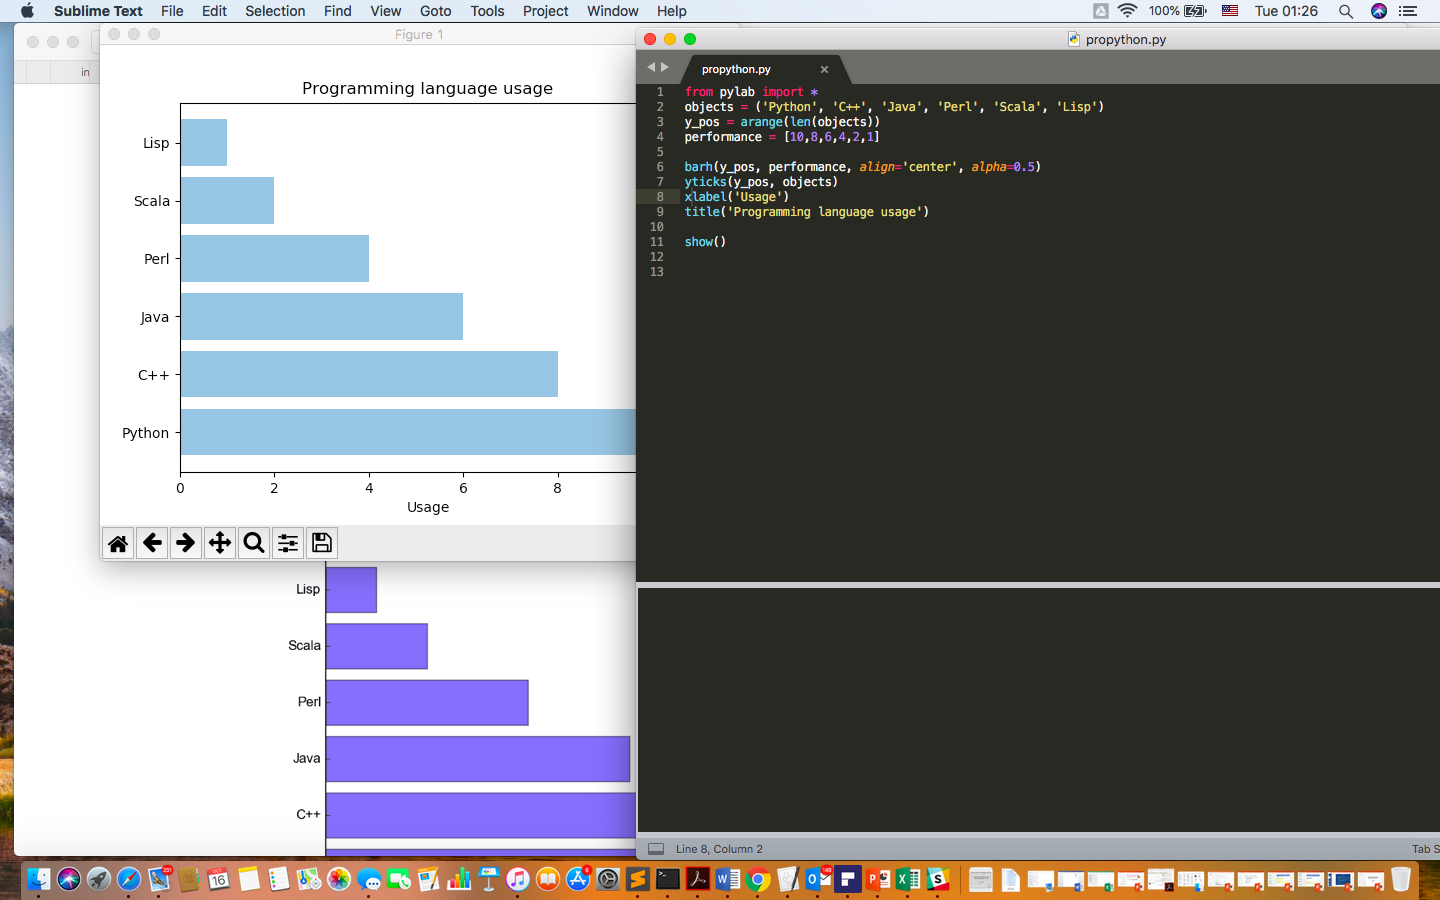 Sublime Text File Edit Selection Find View Goto Tools Project Window Help 100% Tue 01:26
Figure 1
in
Programming language usage
Lisp
Scala
Perl
Java
C++
Python
0 2 4 6 8
Usage
Lisp
Scala
Perl
Java
C++
propython.py
propython.py
1 from pylab import *
2 objects = ('Python', 'C++', 'Java', 'Perl', 'Scala', 'Lisp')
3 y_pos = arange(len(objects))
4 performance = [10,8,6,4,2,1]
5
6 barh(y_pos, performance, align='center', alpha=0.5)
7 yticks(y_pos, objects)
8 xlabel('Usage')
9 title('Programming language usage')
10
11 show()
12
13
Line 8, Column 2 Tab S
OCT
16